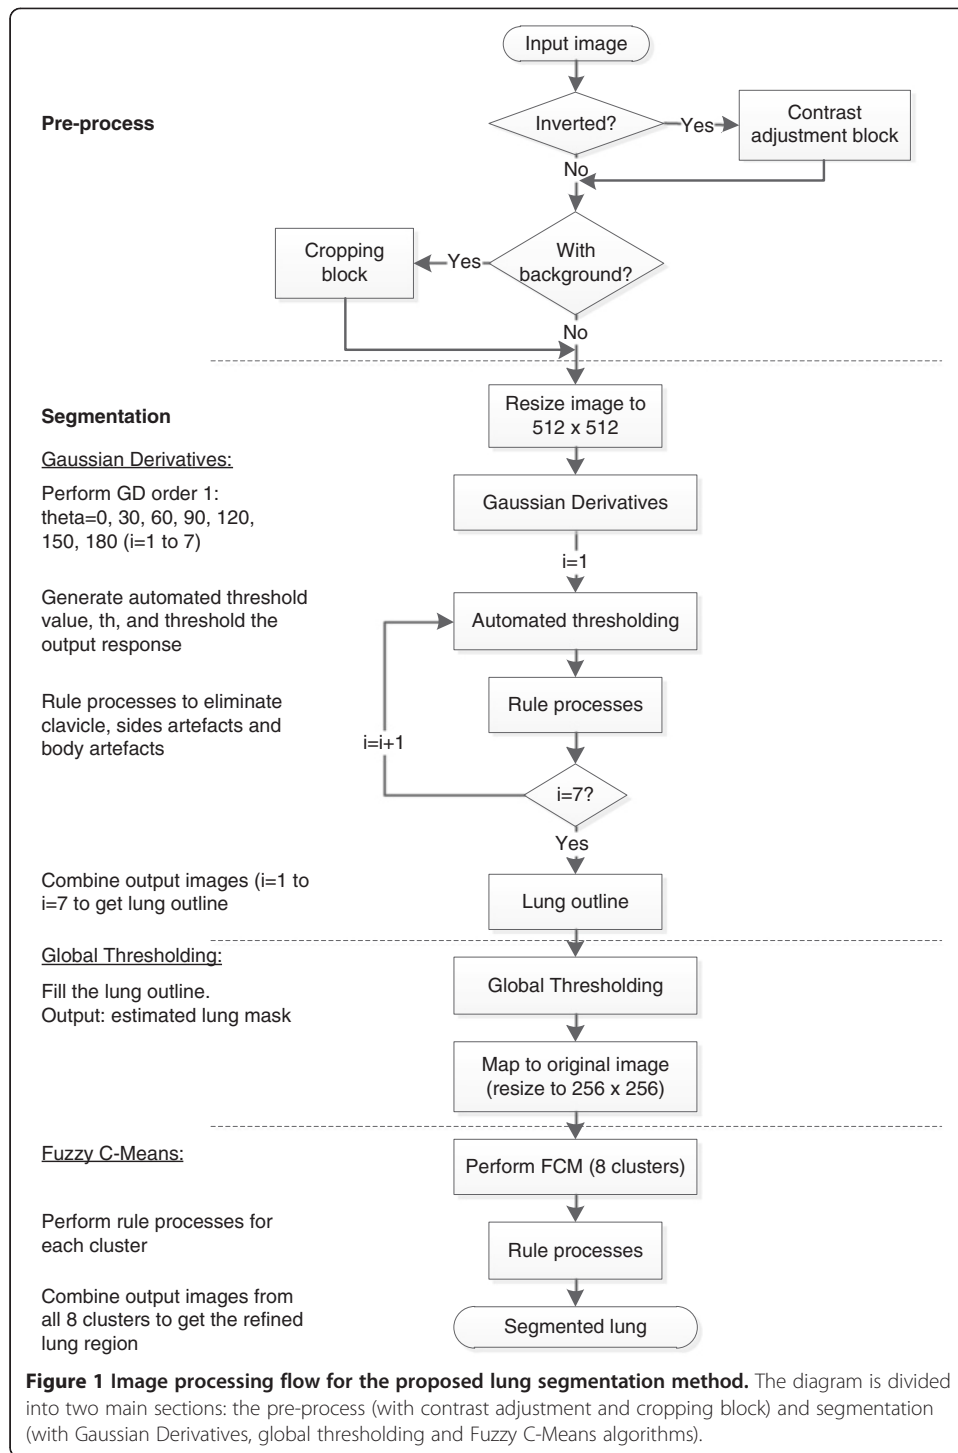 Input image
Pre-process
Inverted?
Yes
Contrast
adjustment block
No
Cropping
block
Yes
With
background?
No
Segmentation
Resize image to
512 x 512
Gaussian Derivatives:
Perform GD order 1:
theta=0, 30, 60, 90, 120,
150, 180 (i=1 to 7)
Gaussian Derivatives
i=1
Generate automated threshold
value, th, and threshold the
output response
Automated thresholding
Rule processes to eliminate
clavicle, sides artefacts and
body artefacts
Rule processes
i=i+1
i=7?
Yes
Combine output images (i=1 to
i=7 to get lung outline
Lung outline
Global Thresholding:
Fill the lung outline.
Output: estimated lung mask
Global Thresholding
Map to original image
(resize to 256 x 256)
Fuzzy C-Means:
Perform FCM (8 clusters)
Perform rule processes for
each cluster
Rule processes
Combine output images from
all 8 clusters to get the refined
lung region
Segmented lung
Figure 1 Image processing flow for the proposed lung segmentation method. The diagram is divided
into two main sections: the pre-process (with contrast adjustment and cropping block) and segmentation
(with Gaussian Derivatives, global thresholding and Fuzzy C-Means algorithms).